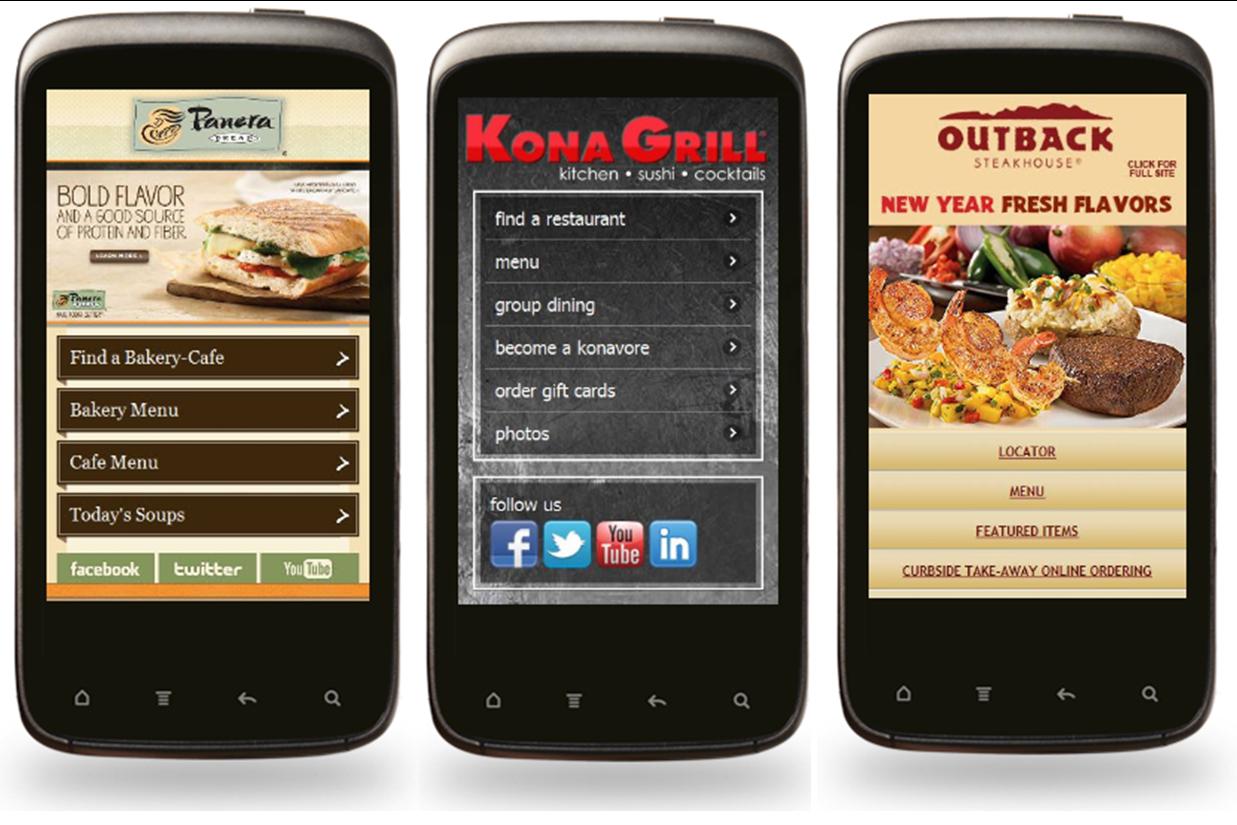 Panera
BREAD
BOLD FLAVOR
AND A GOOD SOURCE
OF PROTEIN AND FIBER.
LEARN MORE
Panera
BREAD
Find a Bakery-Cafe
Bakery Menu
Cafe Menu
Today's Soups
facebook
twitter
YouTube
KONA GRILL
kitchen • sushi • cocktails
find a restaurant
menu
group dining
become a konavore
order gift cards
photos
follow us
f
You
Tube
in
OUTBACK
STEAKHOUSE®
CLICK FOR
FULL SITE
NEW YEAR FRESH FLAVORS
LOCATOR
MENU
FEATURED ITEMS
CURBSIDE TAKE-AWAY ONLINE ORDERING